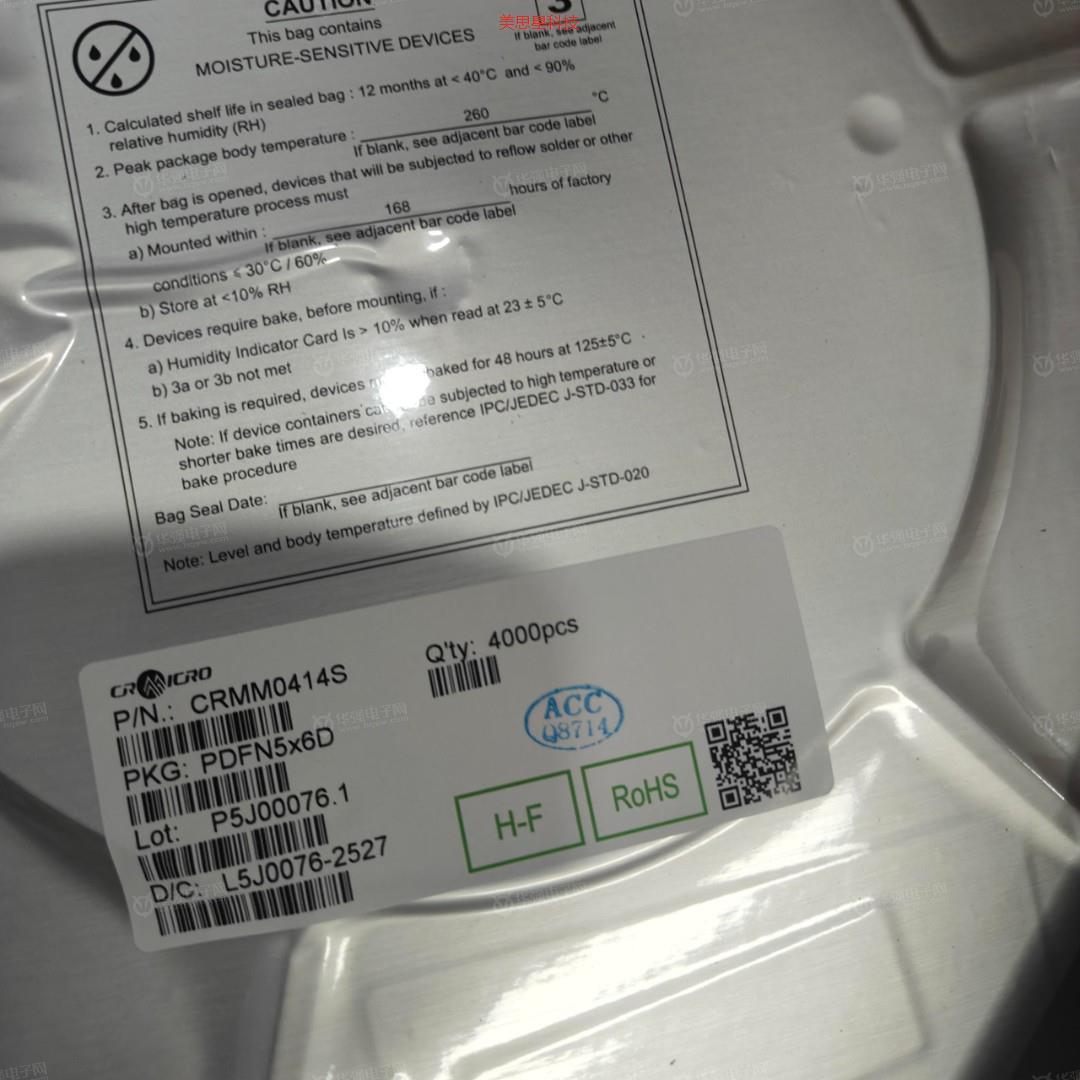 CAUTION
This bag contains
MOISTURE-SENSITIVE DEVICES
3
If blank, see adjacent
bar code label
美思星科技
1. Calculated shelf life in sealed bag : 12 months at < 40°C and < 90%
relative humidity (RH)
2. Peak package body temperature : 260 °C
If blank, see adjacent bar code label
3. After bag is opened, devices that will be subjected to reflow solder or other
high temperature process must
a) Mounted within : 168 hours of factory
If blank, see adjacent bar code label
conditions ≤ 30°C / 60%
b) Store at <10% RH
4. Devices require bake, before mounting, if :
a) Humidity Indicator Card Is > 10% when read at 23 ± 5°C
b) 3a or 3b not met
5. If baking is required, devices baked for 48 hours at 125±5°C
Note: If device containers subjected to high temperature or
shorter bake times are desired, reference IPC/JEDEC J-STD-033 for
bake procedure
Bag Seal Date:
If blank, see adjacent bar code label
Note: Level and body temperature defined by IPC/JEDEC J-STD-020
CRMICRO
P/N.: CRMM0414S
Q'ty: 4000pcs
PKG: PDFN5x6D
ACC
Q8714
Lot: P5J00076.1
H-F
RoHS
D/C: L5J0076-2527
华强电子网
www.hqew.com